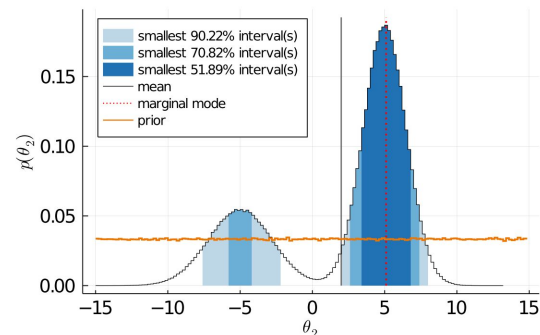 smallest 90.22% interval(s)
smallest 70.82% interval(s)
smallest 51.89% interval(s)
mean
marginal mode
prior
p(θ₂)
0.15
0.10
0.05
0.00
−15 −10 −5 0 5 10 15
θ₂